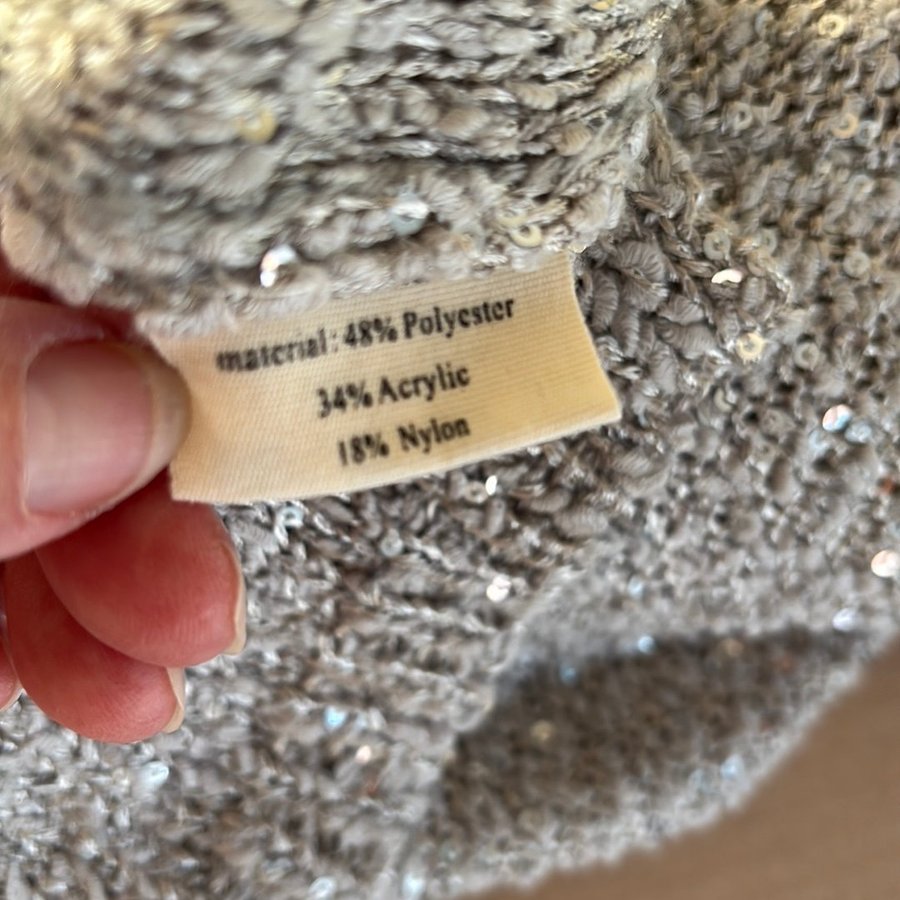 material: 48% Polyester
34% Acrylic
18% Nylon